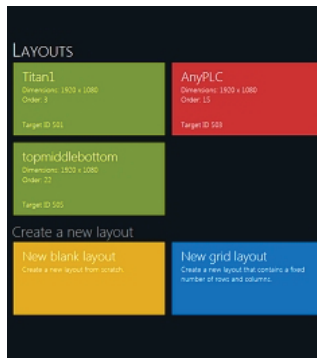 LAYOUTS
Titan1
Dimensions: 1920 x 1080
Order: 3
Target ID 501
AnyPLC
Dimensions: 1920 x 1080
Order: 15
Target ID 503
topmiddlebottom
Dimensions: 1920 x 1080
Order: 22
Target ID 505
Create a new layout
New blank layout
Create a new layout from scratch.
New grid layout
Create a new layout that contains a fixed
number of rows and columns.